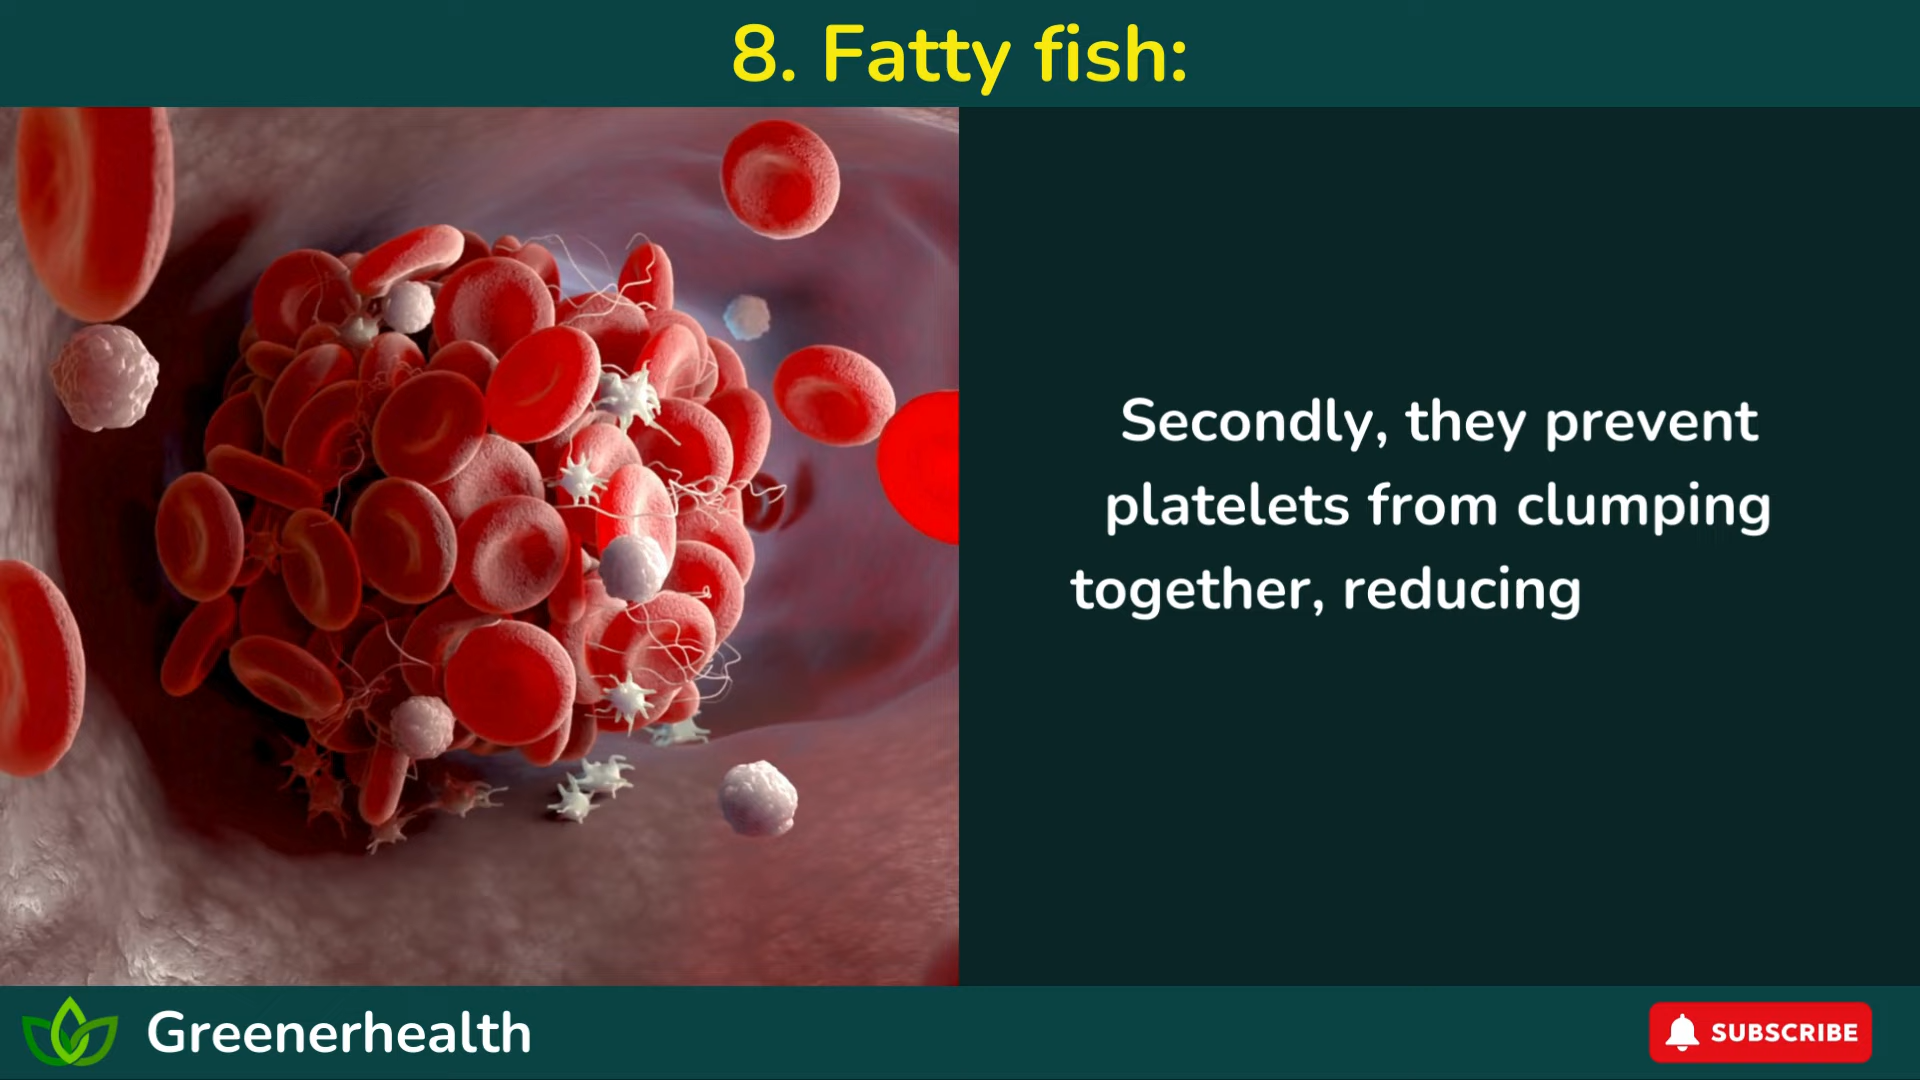 8. Fatty fish:
Secondly, they prevent
platelets from clumping
together, reducing
Greenerhealth
SUBSCRIBE